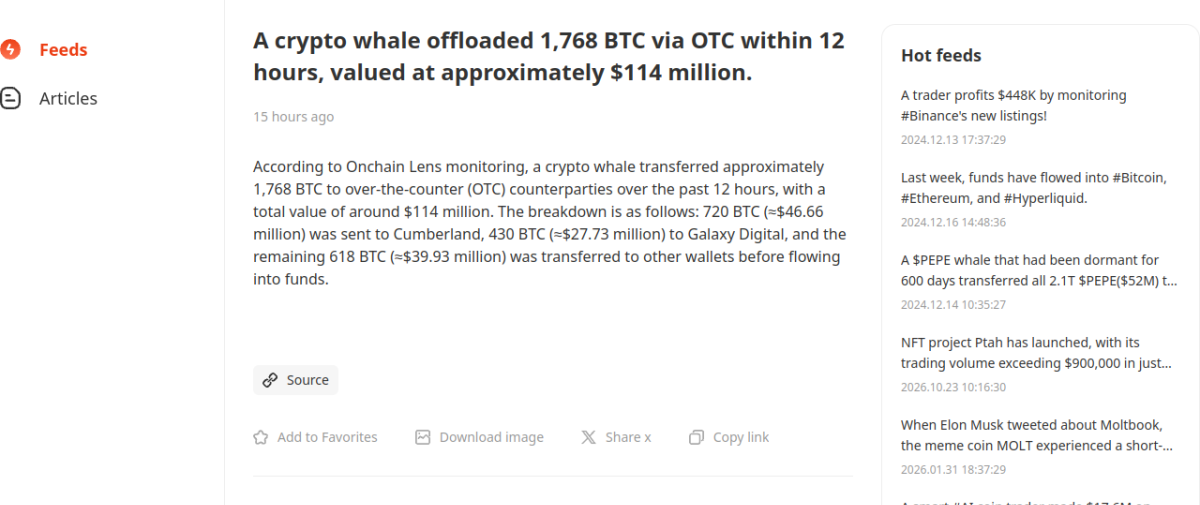 Feeds
Articles
A crypto whale offloaded 1,768 BTC via OTC within 12
hours, valued at approximately $114 million.
15 hours ago
According to Onchain Lens monitoring, a crypto whale transferred approximately
1,768 BTC to over-the-counter (OTC) counterparties over the past 12 hours, with a
total value of around $114 million. The breakdown is as follows: 720 BTC (≈$46.66
million) was sent to Cumberland, 430 BTC (≈$27.73 million) to Galaxy Digital, and the
remaining 618 BTC (≈$39.93 million) was transferred to other wallets before flowing
into funds.
Source
Add to Favorites
Download image
Share x
Copy link
Hot feeds
A trader profits $448K by monitoring
#Binance's new listings!
2024.12.13 17:37:29
Last week, funds have flowed into #Bitcoin,
#Ethereum, and #Hyperliquid.
2024.12.16 14:48:36
A $PEPE whale that had been dormant for
600 days transferred all 2.1T $PEPE($52M) t...
2024.12.14 10:35:27
NFT project Ptah has launched, with its
trading volume exceeding $900,000 in just...
2026.10.23 10:16:30
When Elon Musk tweeted about Moltbook,
the meme coin MOLT experienced a short-...
2026.01.31 18:37:29